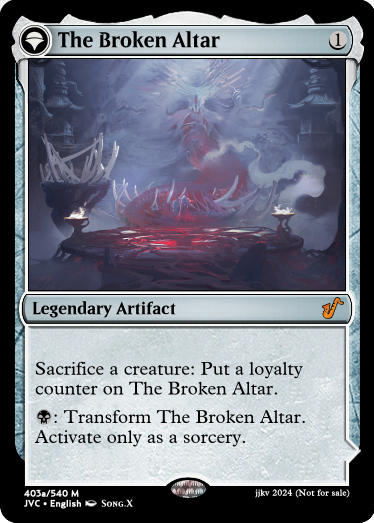 The Broken Altar 1
Legendary Artifact
Sacrifice a creature: Put a loyalty
counter on The Broken Altar.
: Transform The Broken Altar.
Activate only as a sorcery.
403a/540 M
JVC • English Song.X
jjkv 2024 (Not for sale)